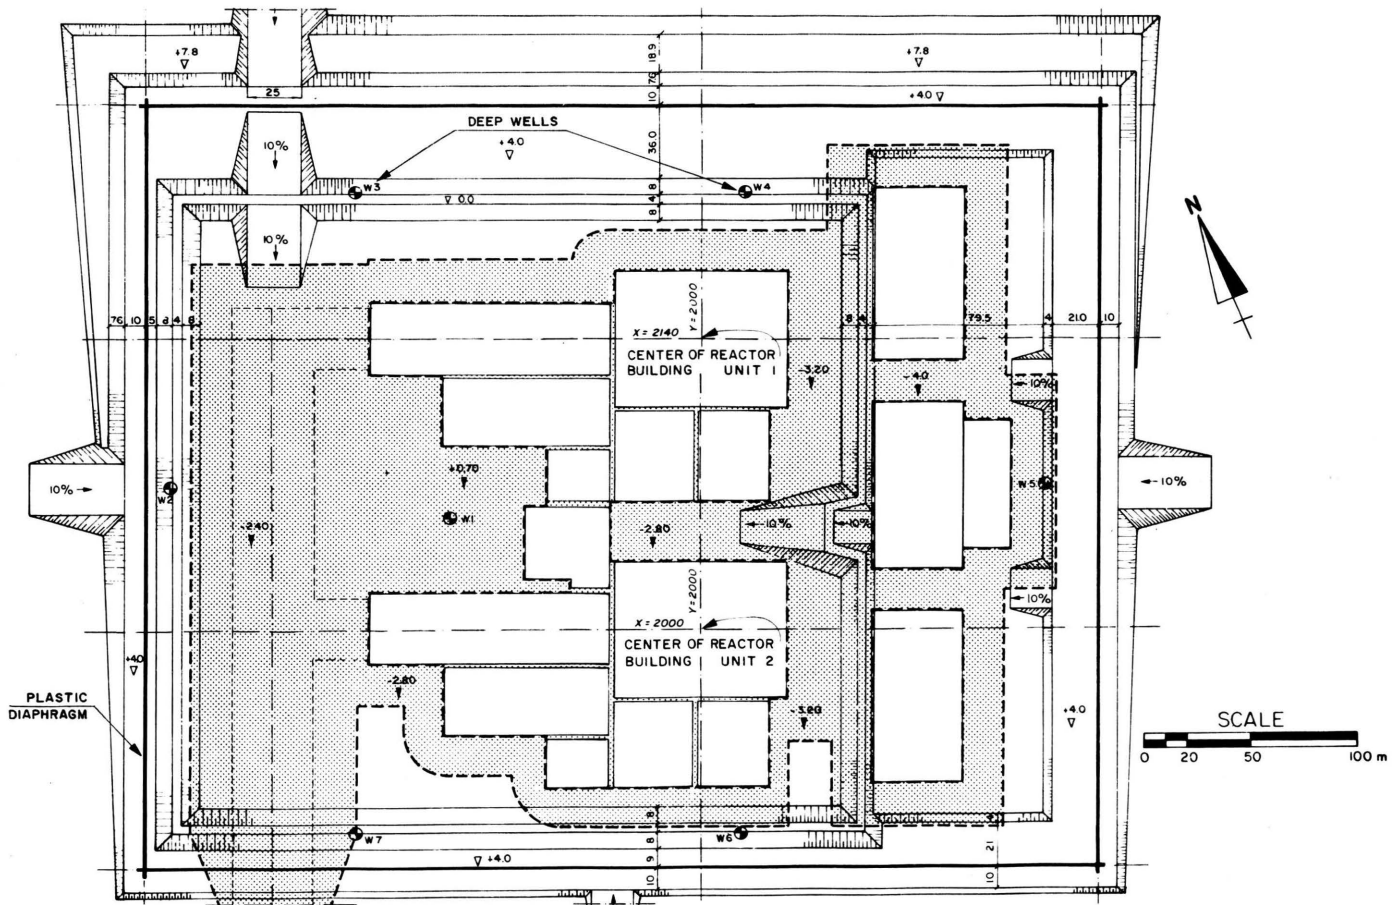 +7.8
+7.8
18.9
76
10
25
+4.0
DEEP WELLS
+4.0
36.0
10%
W3
W4
8
4
8
0.0
10%
N
76 10 5 8 4 8
8 4
79.5
4 21.0 10
Y=2000
X= 2140
CENTER OF REACTOR
BUILDING UNIT 1
-3.20
-4.0
10%
+0.70
10%
W2
W1
W5
10%
10%
10%
-2.40
-2.80
10%
Y=2000
X= 2000
CENTER OF REACTOR
BUILDING UNIT 2
+4.0
-2.80
PLASTIC
DIAPHRAGM
-3.20
+4.0
SCALE
0 20 50 100 m
8
4
W7
W6
8
+4.0
9
21
10
10